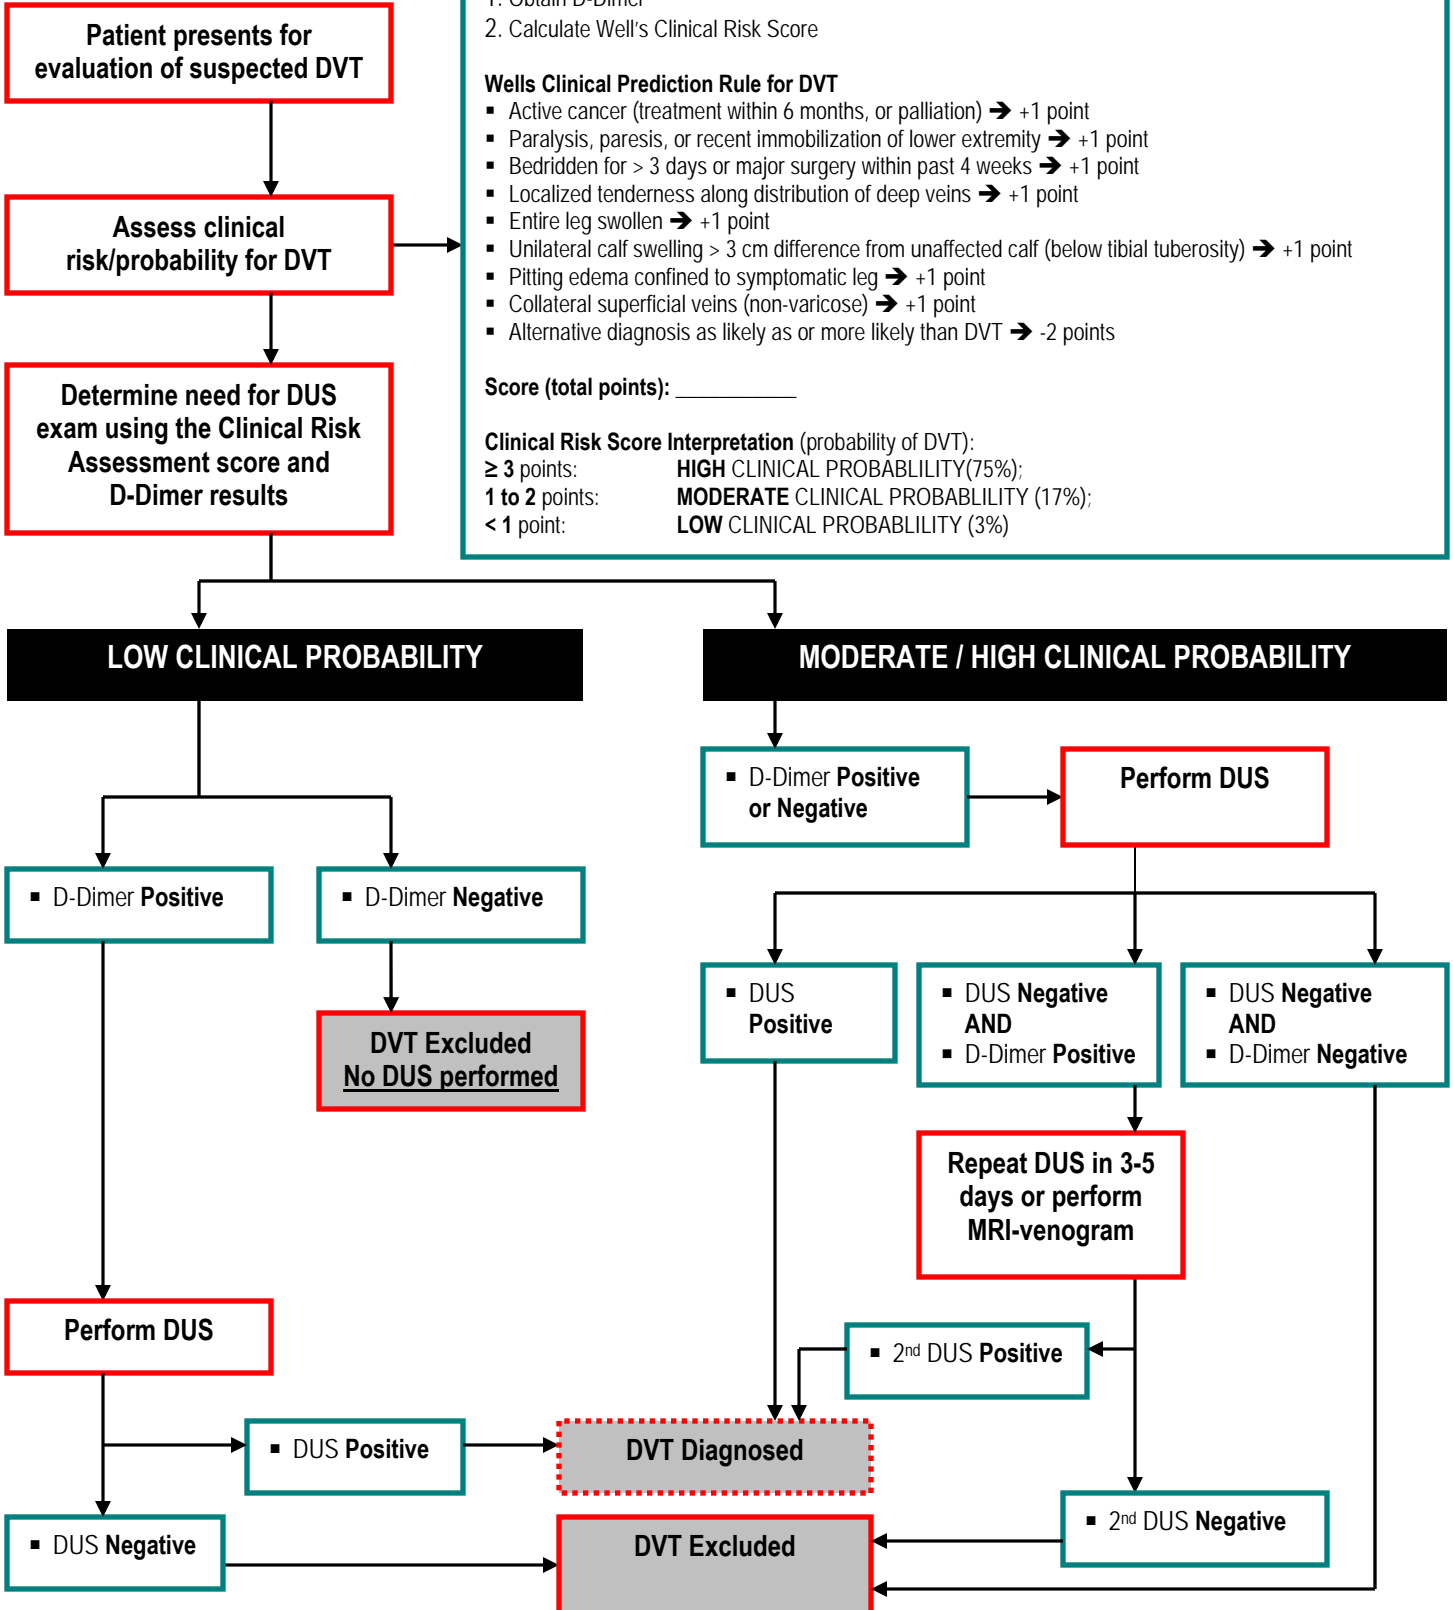 1. Obtain D-Dimer
2. Calculate Well's Clinical Risk Score
Patient presents for
evaluation of suspected DVT
Wells Clinical Prediction Rule for DVT
▪ Active cancer (treatment within 6 months, or palliation) ➔ +1 point
▪ Paralysis, paresis, or recent immobilization of lower extremity ➔ +1 point
▪ Bedridden for > 3 days or major surgery within past 4 weeks ➔ +1 point
▪ Localized tenderness along distribution of deep veins ➔ +1 point
▪ Entire leg swollen ➔ +1 point
▪ Unilateral calf swelling > 3 cm difference from unaffected calf (below tibial tuberosity) ➔ +1 point
▪ Pitting edema confined to symptomatic leg ➔ +1 point
▪ Collateral superficial veins (non-varicose) ➔ +1 point
▪ Alternative diagnosis as likely as or more likely than DVT ➔ -2 points
Score (total points): ___________
Clinical Risk Score Interpretation (probability of DVT):
≥ 3 points: HIGH CLINICAL PROBABLILITY(75%);
1 to 2 points: MODERATE CLINICAL PROBABLILITY (17%);
< 1 point: LOW CLINICAL PROBABLILITY (3%)
Assess clinical
risk/probability for DVT
Determine need for DUS
exam using the Clinical Risk
Assessment score and
D-Dimer results
LOW CLINICAL PROBABILITY
MODERATE / HIGH CLINICAL PROBABILITY
▪ D-Dimer Positive
or Negative
Perform DUS
▪ D-Dimer Positive
▪ D-Dimer Negative
DVT Excluded
No DUS performed
▪ DUS
Positive
▪ DUS Negative
AND
▪ D-Dimer Positive
▪ DUS Negative
AND
▪ D-Dimer Negative
Repeat DUS in 3-5
days or perform
MRI-venogram
Perform DUS
▪ 2nd DUS Positive
▪ DUS Positive
DVT Diagnosed
▪ DUS Negative
DVT Excluded
▪ 2nd DUS Negative